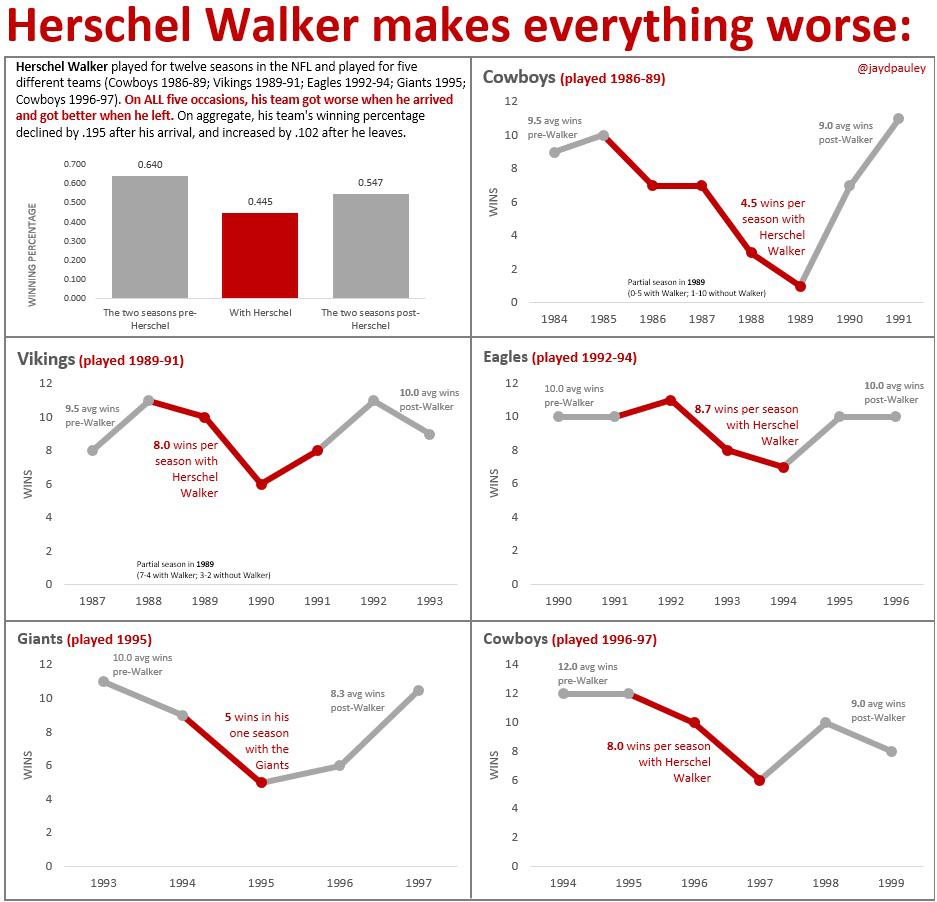 Herschel Walker makes everything worse:
Herschel Walker played for twelve seasons in the NFL and played for five
different teams (Cowboys 1986-89; Vikings 1989-91; Eagles 1992-94; Giants 1995;
Cowboys 1996-97). On ALL five occasions, his team got worse when he arrived
and got better when he left. On aggregate, his team's winning percentage
declined by .195 after his arrival, and increased by .102 after he leaves.
WINNING PERCENTAGE
0.700
0.600
0.500
0.400
0.300
0.200
0.100
0.000
0.640
0.445
0.547
The two seasons pre-
Herschel
With Herschel
The two seasons post-
Herschel
@jaydpauley
Cowboys (played 1986-89)
WINS
12
10
8
6
4
2
0
9.5 avg wins
pre-Walker
4.5 wins per
season with
Herschel
Walker
9.0 avg wins
post-Walker
Partial season in 1989
(0-5 with Walker; 1-10 without Walker)
1984 1985 1986 1987 1988 1989 1990 1991
Vikings (played 1989-91)
WINS
12
10
8
6
4
2
0
9.5 avg wins
pre-Walker
8.0 wins per
season with
Herschel
Walker
10.0 avg wins
post-Walker
Partial season in 1989
(7-4 with Walker; 3-2 without Walker)
1987 1988 1989 1990 1991 1992 1993
Eagles (played 1992-94)
WINS
12
10
8
6
4
2
0
10.0 avg wins
pre-Walker
8.7 wins per season
with Herschel
Walker
10.0 avg wins
post-Walker
1990 1991 1992 1993 1994 1995 1996
Giants (played 1995)
WINS
12
10
8
6
4
2
0
10.0 avg wins
pre-Walker
5 wins in his
one season
with the
Giants
8.3 avg wins
post-Walker
1993 1994 1995 1996 1997
Cowboys (played 1996-97)
WINS
14
12
10
8
6
4
2
0
12.0 avg wins
pre-Walker
8.0 wins per season
with Herschel
Walker
9.0 avg wins
post-Walker
1994 1995 1996 1997 1998 1999